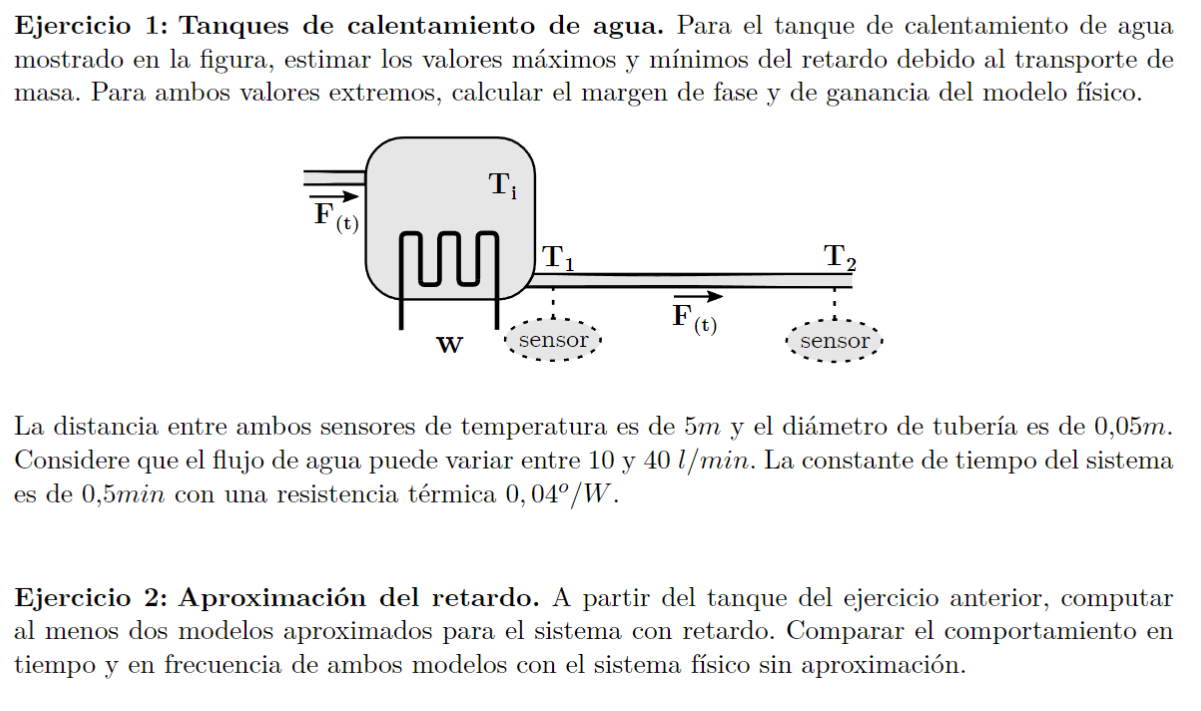 Ejercicio 1: Tanques de calentamiento de agua. Para el tanque de calentamiento de agua
mostrado en la figura, estimar los valores máximos y mínimos del retardo debido al transporte de
masa. Para ambos valores extremos, calcular el margen de fase y de ganancia del modelo físico.
T_i
F_(t)
T_1
T_2
F_(t)
w
sensor
sensor
La distancia entre ambos sensores de temperatura es de 5m y el diámetro de tubería es de 0,05m.
Considere que el flujo de agua puede variar entre 10 y 40 l/min. La constante de tiempo del sistema
es de 0,5min con una resistencia térmica 0, 04º/W.
Ejercicio 2: Aproximación del retardo. A partir del tanque del ejercicio anterior, computar
al menos dos modelos aproximados para el sistema con retardo. Comparar el comportamiento en
tiempo y en frecuencia de ambos modelos con el sistema físico sin aproximación.